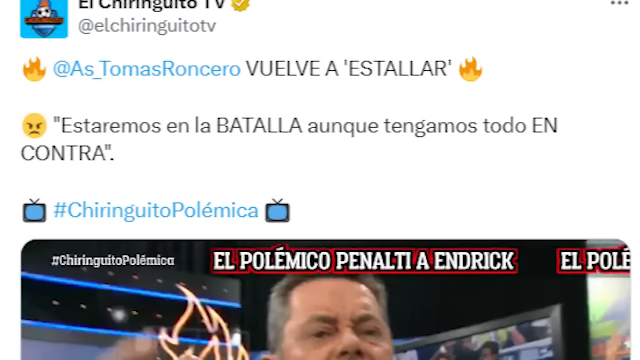 El Chiringuito TV
@elchiringuitotv
@As_TomasRoncero VUELVE A 'ESTALLAR'
"Estaremos en la BATALLA aunque tengamos todo EN
CONTRA".
#ChiringuitoPolémica
#ChiringuitoPolémica
EL POLÉMICO PENALTI A ENDRICK
EL